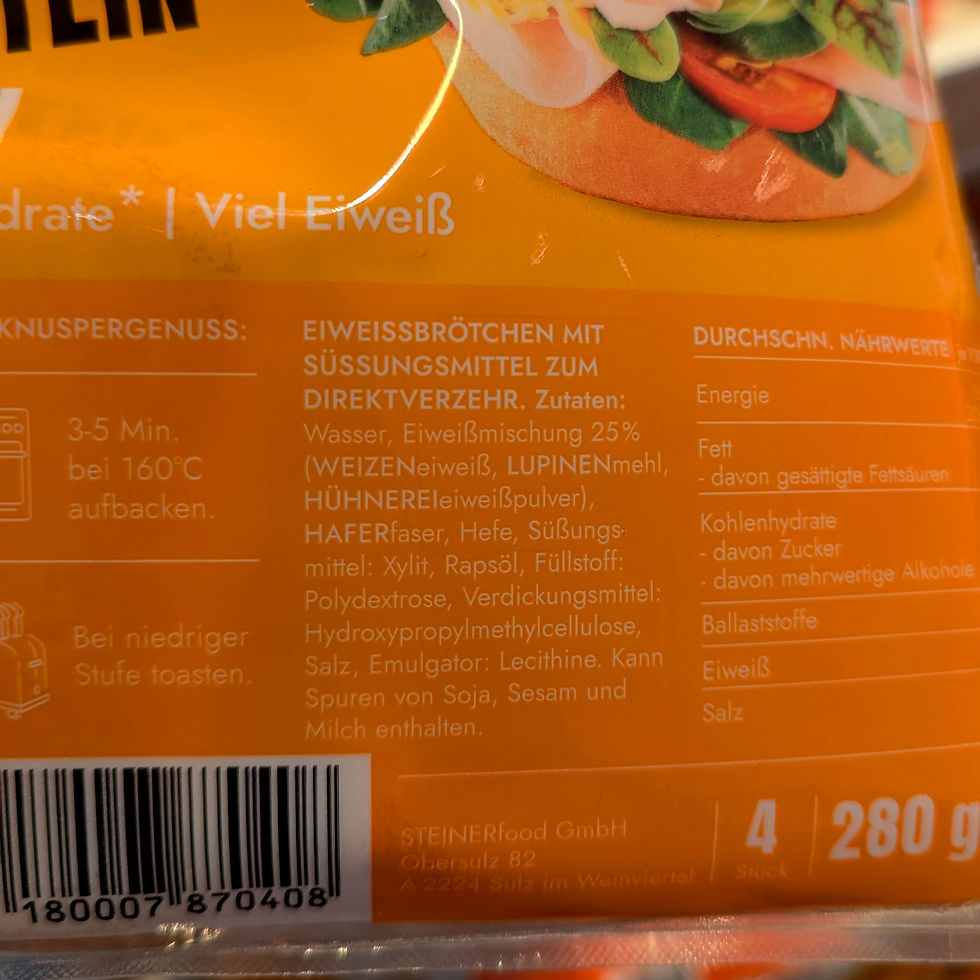 TEIN
drate* | Viel Eiweiß
KNUSPERGENUSS:
3-5 Min.
bei 160°C
aufbacken.
Bei niedriger
Stufe toasten.
EIWEISSBRÖTCHEN MIT
SÜSSUNGSMITTEL ZUM
DIREKTVERZEHR. Zutaten:
Wasser, Eiweißmischung 25%
(WEIZENeiweiß, LUPINENmehl,
HÜHNEREIeiweißpulver),
HAFERfaser, Hefe, Süßungs-
mittel: Xylit, Rapsöl, Füllstoff:
Polydextrose, Verdickungsmittel:
Hydroxypropylmethylcellulose,
Salz, Emulgator: Lecithine. Kann
Spuren von Soja, Sesam und
Milch enthalten.
DURCHSCHN. NÄHRWERTE
Energie
Fett
- davon gesättigte Fettsäuren
Kohlenhydrate
- davon Zucker
- davon mehrwertige Alkohole
Ballaststoffe
Eiweiß
Salz
180007 870408
STEINERfood GmbH
Obersulz 82
A-2224 Sulz im Weinviertel
4
Stück
280 g